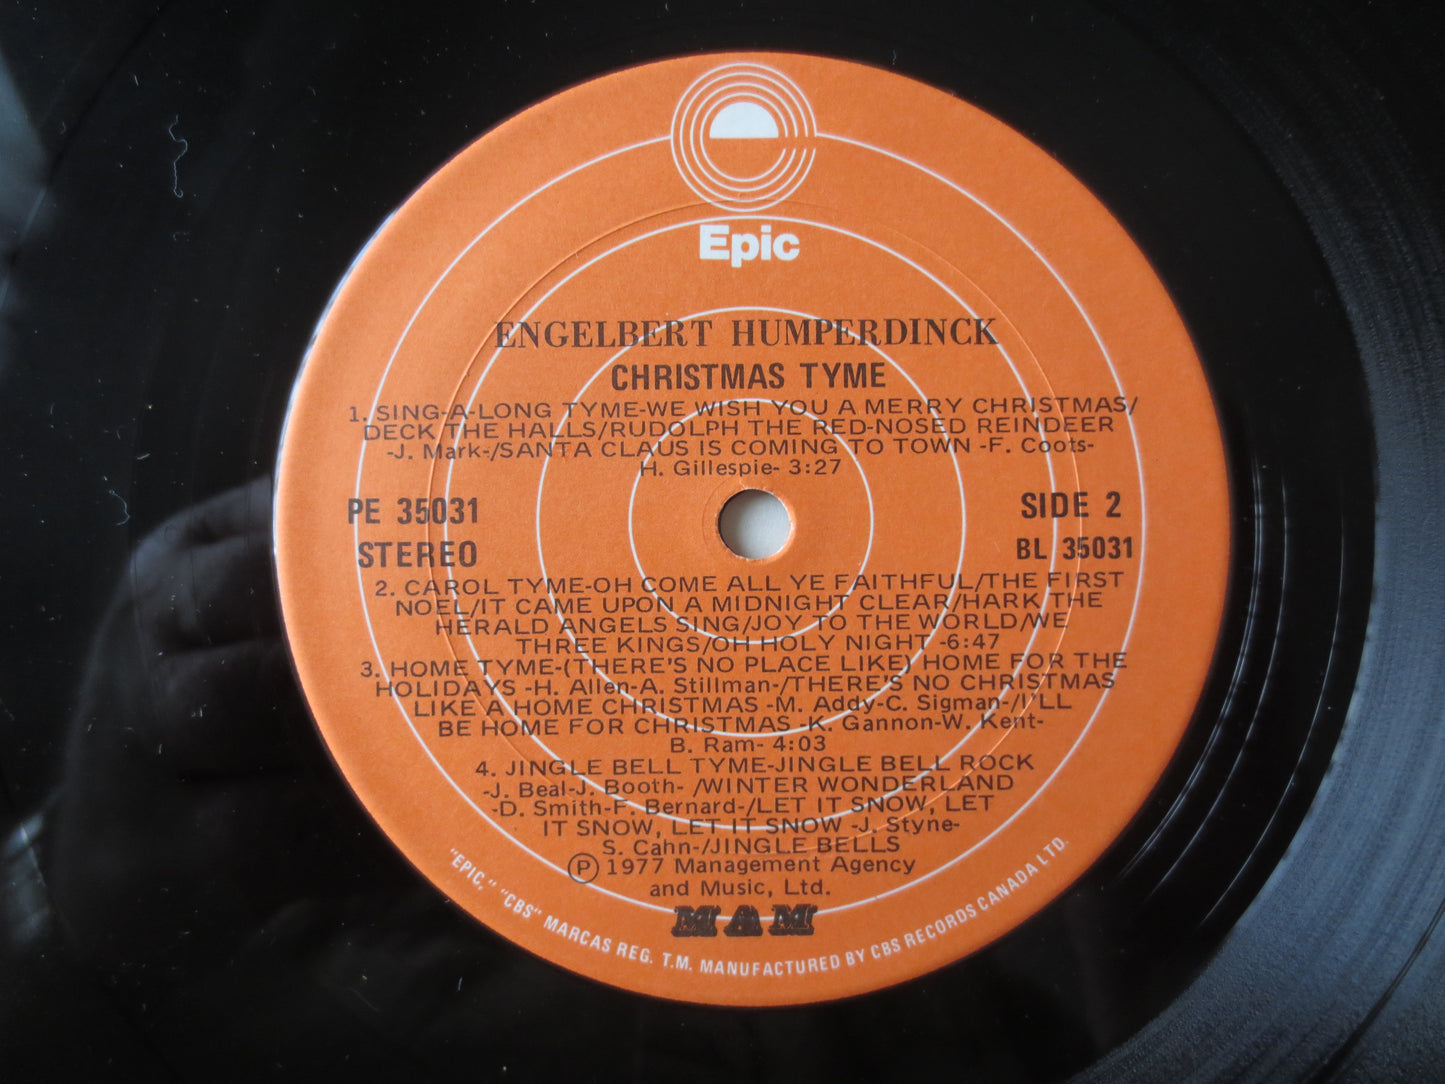 Epic
ENGELBERT HUMPERDINCK
CHRISTMAS TYME
1. SING-A-LONG TYME-WE WISH YOU A MERRY CHRISTMAS/
DECK THE HALLS/RUDOLPH THE RED-NOSED REINDEER
-J. Mark-/SANTA CLAUS IS COMING TO TOWN -F. Coots-
H. Gillespie- 3:27
PE 35031
STEREO
SIDE 2
BL 35031
2. CAROL TYME-OH COME ALL YE FAITHFUL/THE FIRST
NOEL/IT CAME UPON A MIDNIGHT CLEAR/HARK THE
HERALD ANGELS SING/JOY TO THE WORLD/WE
THREE KINGS/OH HOLY NIGHT -6:47
3. HOME TYME-(THERE'S NO PLACE LIKE) HOME FOR THE
HOLIDAYS -H. Allen-A. Stillman-/THERE'S NO CHRISTMAS
LIKE A HOME CHRISTMAS -M. Addy-C. Sigman-/I'LL
BE HOME FOR CHRISTMAS -K. Gannon-W. Kent-
B. Ram- 4:03
4. JINGLE BELL TYME-JINGLE BELL ROCK
-J. Beal-J. Booth- /WINTER WONDERLAND
-D. Smith-F. Bernard-/LET IT SNOW, LET
IT SNOW, LET IT SNOW -J. Styne-
S. Cahn-/JINGLE BELLS
Ⓟ 1977 Management Agency
and Music, Ltd.
MAM
"EPIC," "CBS" MARCAS REG. T.M. MANUFACTURED BY CBS RECORDS CANADA LTD.